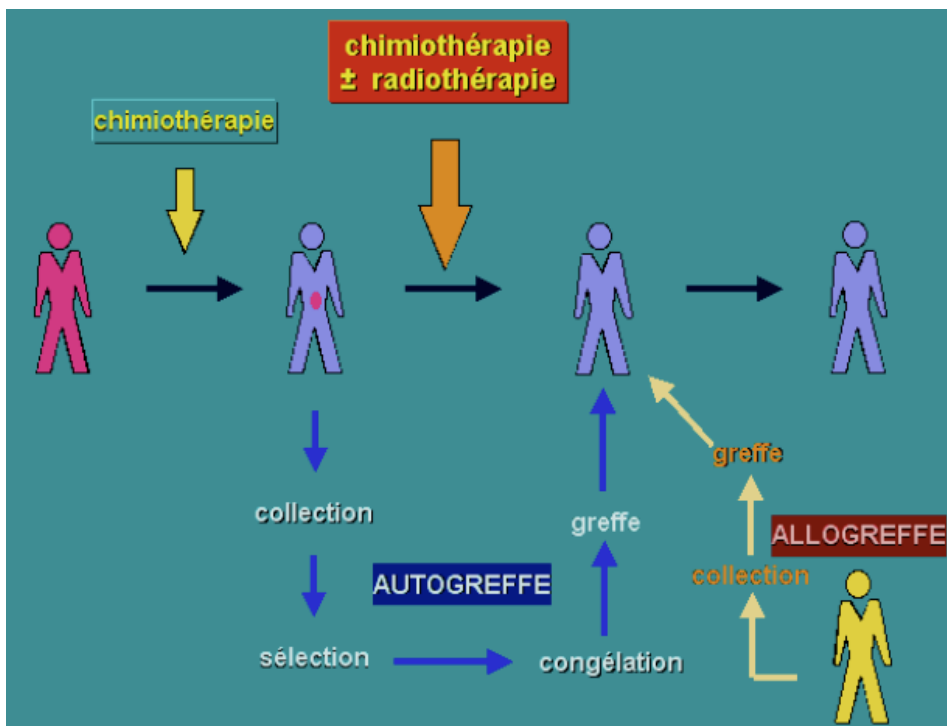 chimiothérapie
± radiothérapie
chimiothérapie
collection
sélection
AUTOGREFFE
congélation
greffe
greffe
ALLOGREFFE
collection